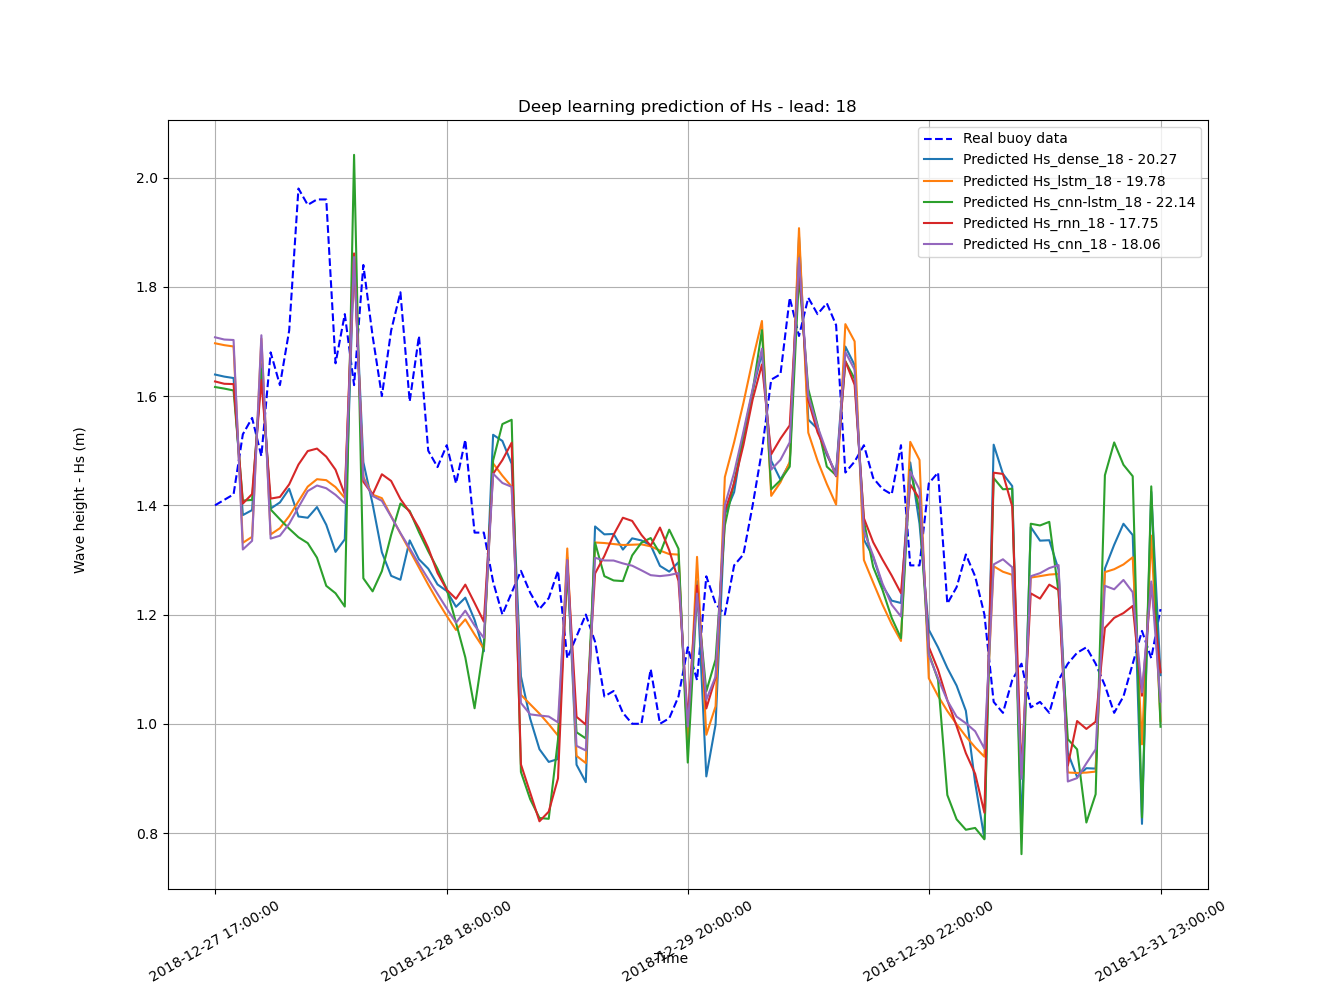 Deep learning prediction of Hs - lead: 18
Real buoy data
Predicted Hs_dense_18 - 20.27
Predicted Hs_lstm_18 - 19.78
Predicted Hs_cnn-lstm_18 - 22.14
Predicted Hs_rnn_18 - 17.75
Predicted Hs_cnn_18 - 18.06
Wave height - Hs (m)
2.0
1.8
1.6
1.4
1.2
1.0
0.8
2018-12-27 17:00:00
2018-12-28 18:00:00
2018-12-29 20:00:00
2018-12-30 22:00:00
2018-12-31 23:00:00
Time